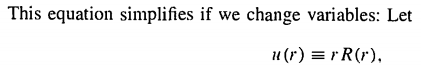 This equation simplifies if we change variables: Let
u(r) ≡ r R(r),